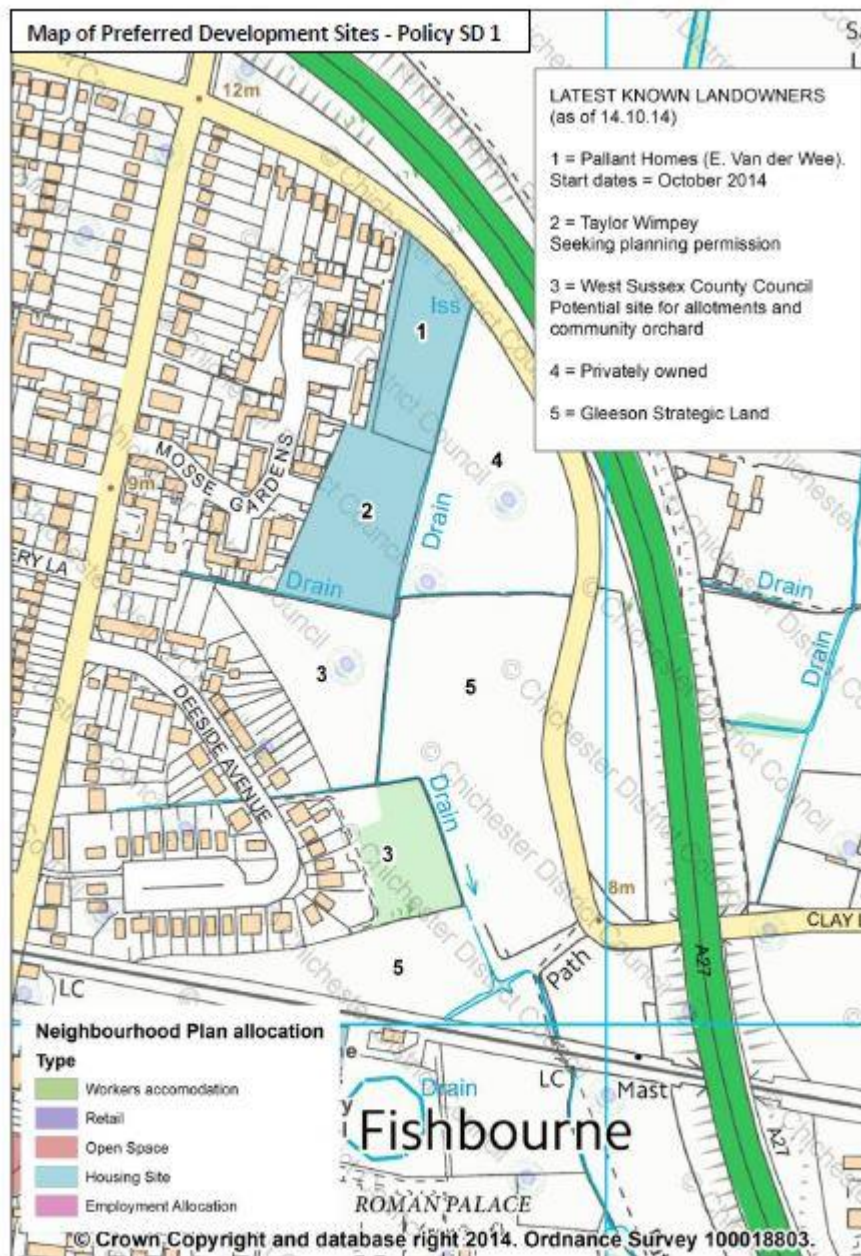 Map of Preferred Development Sites - Policy SD 1
12m
LATEST KNOWN LANDOWNERS
(as of 14.10.14)
1 = Pallant Homes (E. Van der Wee).
Start dates = October 2014
2 = Taylor Wimpey
Seeking planning permission
3 = West Sussex County Council
Potential site for allotments and
community orchard
4 = Privately owned
5 = Gleeson Strategic Land
Iss
1
MOSSE GARDENS
4
9m
2
Drain
Drain
Drain
Drain
ERY LA
3
5
DEESIDE AVENUE
Drain
3
8m
CLAY
A27
5
Path
LC
Neighbourhood Plan allocation
Type
Workers accomodation
Retail
Open Space
Housing Site
Employment Allocation
Drain
LC
Mast
A27
Fishbourne
ROMAN PALACE
© Chichester District Council
© Crown Copyright and database right 2014. Ordnance Survey 100018803.